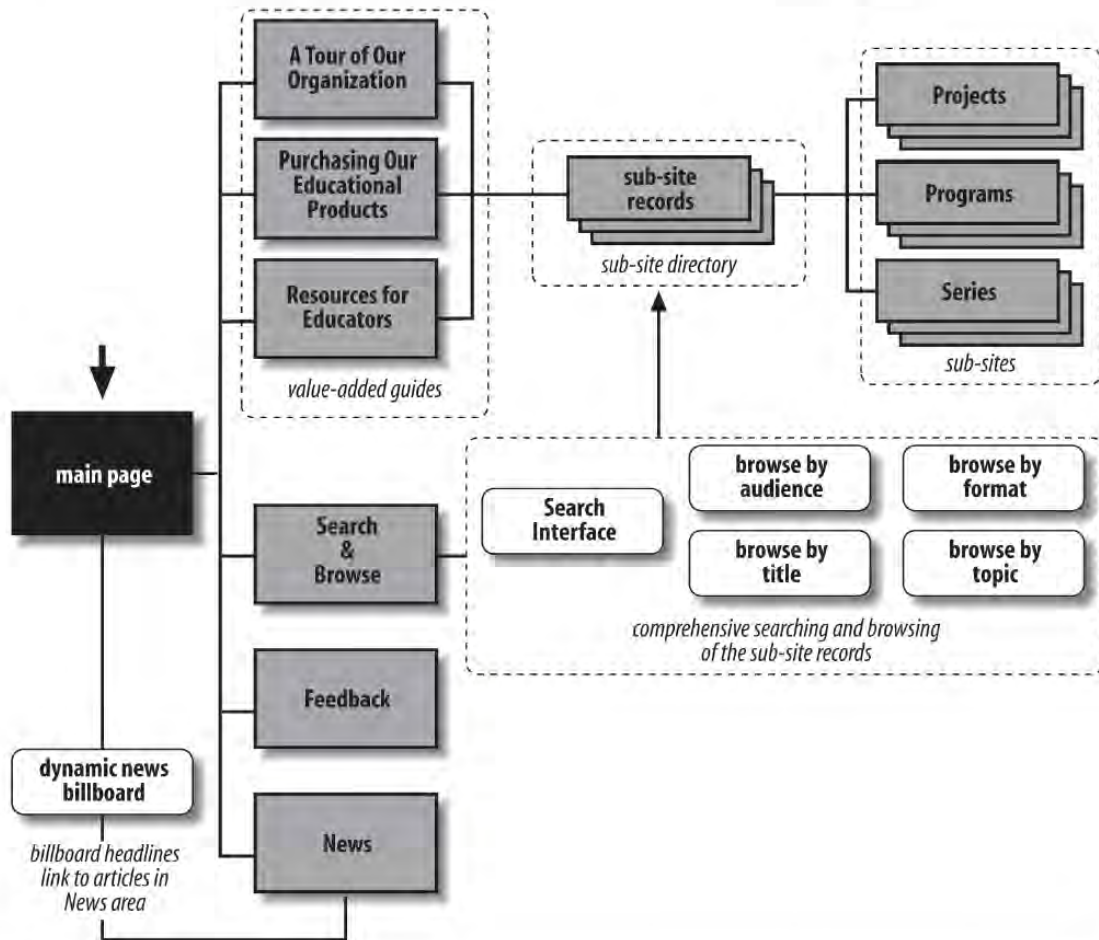 A Tour of Our
Organization
Purchasing Our
Educational
Products
Resources for
Educators
value-added guides
sub-site
records
sub-site directory
Projects
Programs
Series
sub-sites
main page
Search
&
Browse
Search
Interface
browse by
audience
browse by
format
browse by
title
browse by
topic
comprehensive searching and browsing
of the sub-site records
Feedback
dynamic news
billboard
billboard headlines
link to articles in
News area
News